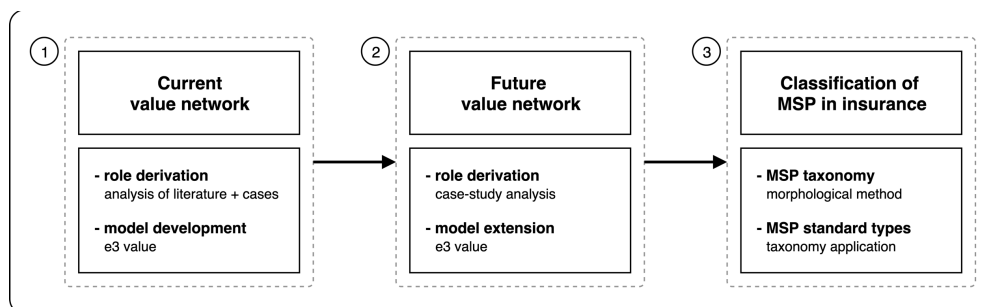 1
Current
value network
- role derivation
analysis of literature + cases
- model development
e3 value
2
Future
value network
- role derivation
case-study analysis
- model extension
e3 value
3
Classification of
MSP in insurance
- MSP taxonomy
morphological method
- MSP standard types
taxonomy application